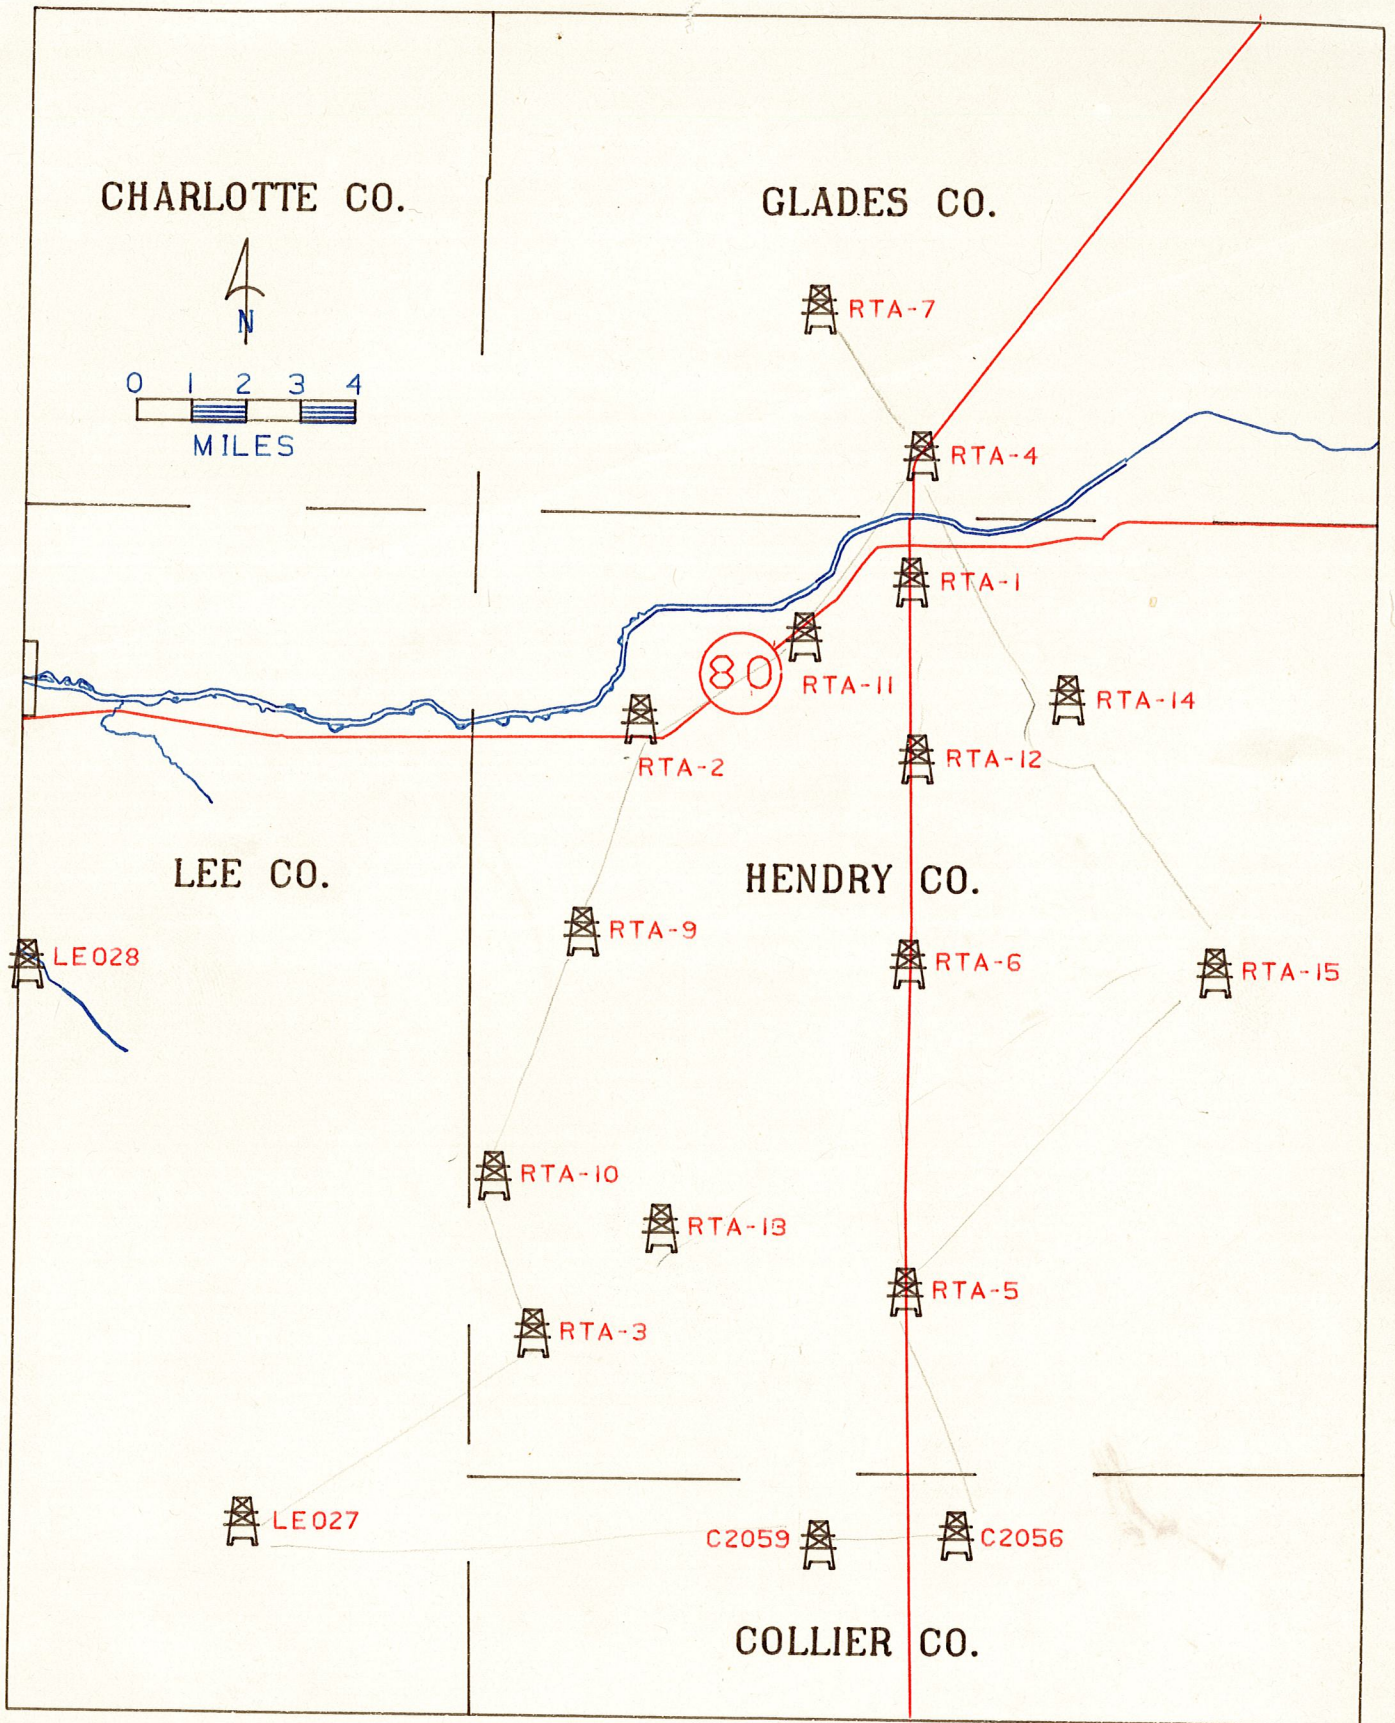 CHARLOTTE CO.
GLADES CO.
N
0 1 2 3 4
MILES
RTA-7
RTA-4
RTA-1
80
RTA-11
RTA-14
RTA-2
RTA-12
LEE CO.
HENDRY CO.
RTA-9
LE028
RTA-6
RTA-15
RTA-10
RTA-13
RTA-5
RTA-3
LE027
C2059
C2056
COLLIER CO.